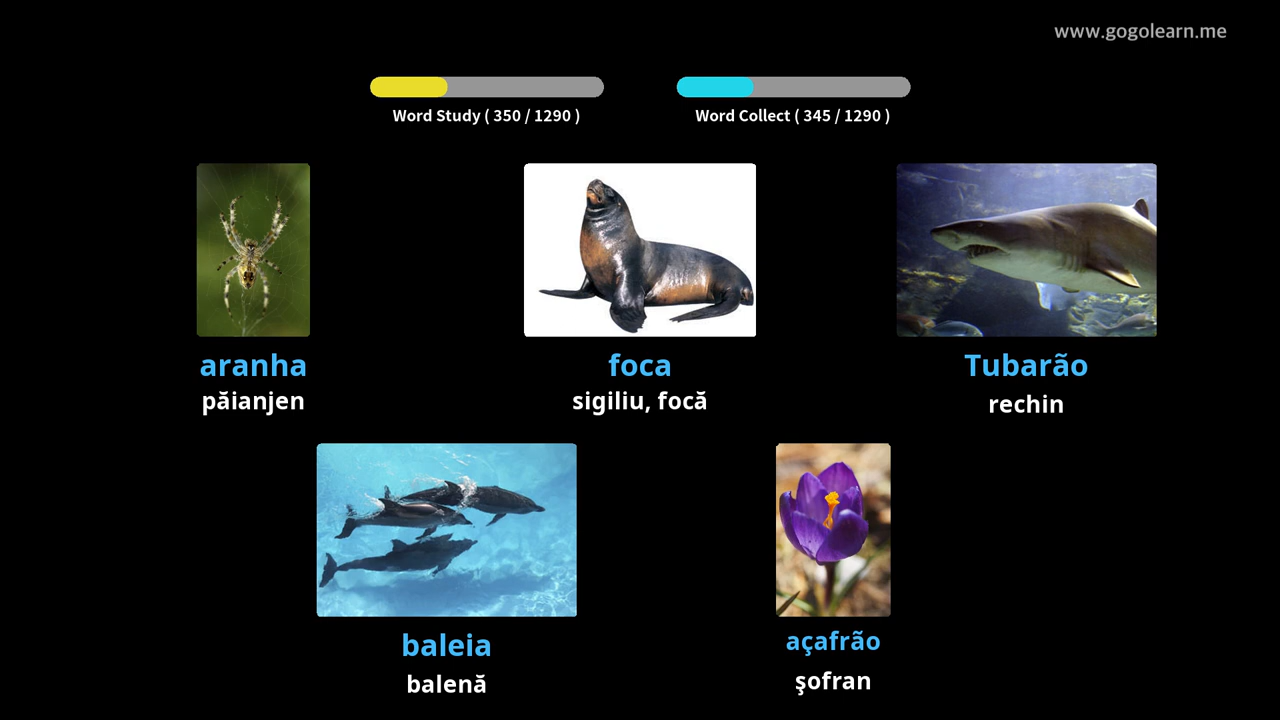 www.gogolearn.me
Word Study ( 350 / 1290 )
Word Collect ( 345 / 1290 )
aranha
păianjen
foca
sigiliu, focă
Tubarão
rechin
baleia
balenă
açafrão
şofran